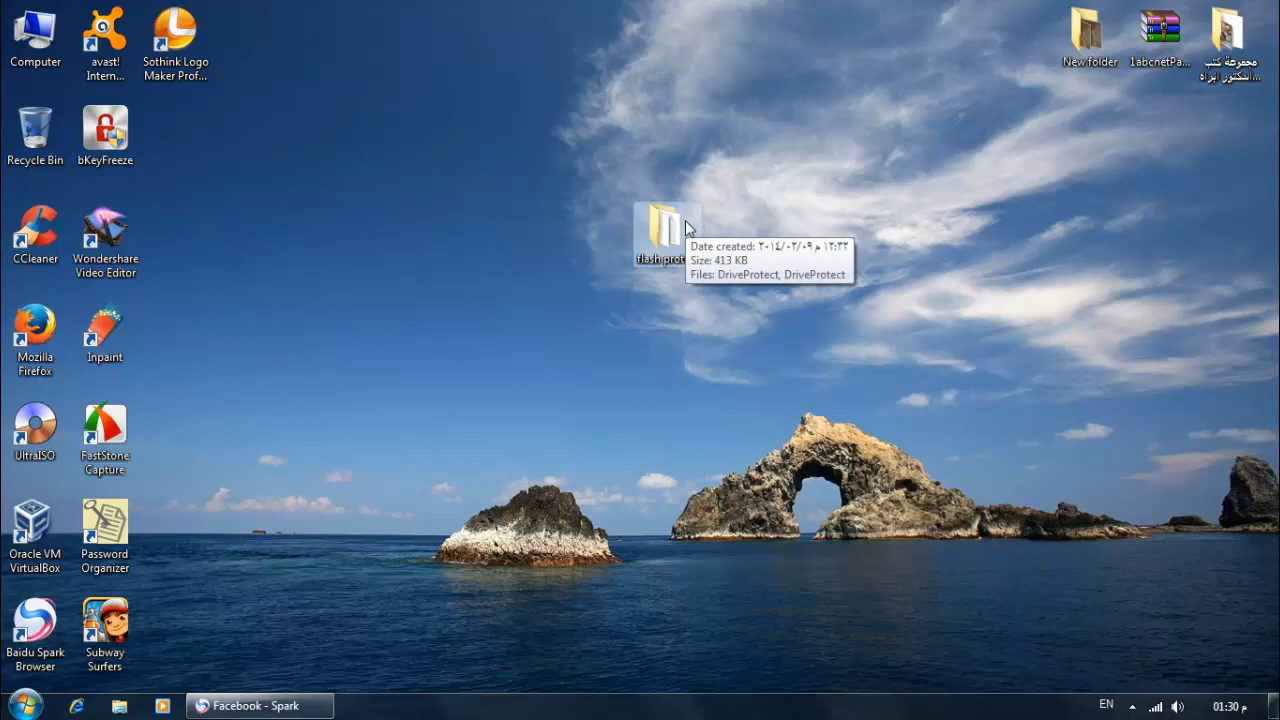 Computer
avast!
Intern...
Sothink Logo
Maker Prof...
Recycle Bin
bKeyFreeze
CCleaner
Wondershare
Video Editor
Mozilla
Firefox
Inpaint
UltraISO
FastStone
Capture
Oracle VM
VirtualBox
Password
Organizer
Baidu Spark
Browser
Subway
Surfers
flash prot
Date created: ٢٠١٤/٠٢/٠٩ م ١٢:٣٢
Size: 413 KB
Files: DriveProtect, DriveProtect
New folder
1abcnetPa...
مجموعة كتب
Facebook - Spark
EN
01:30 م